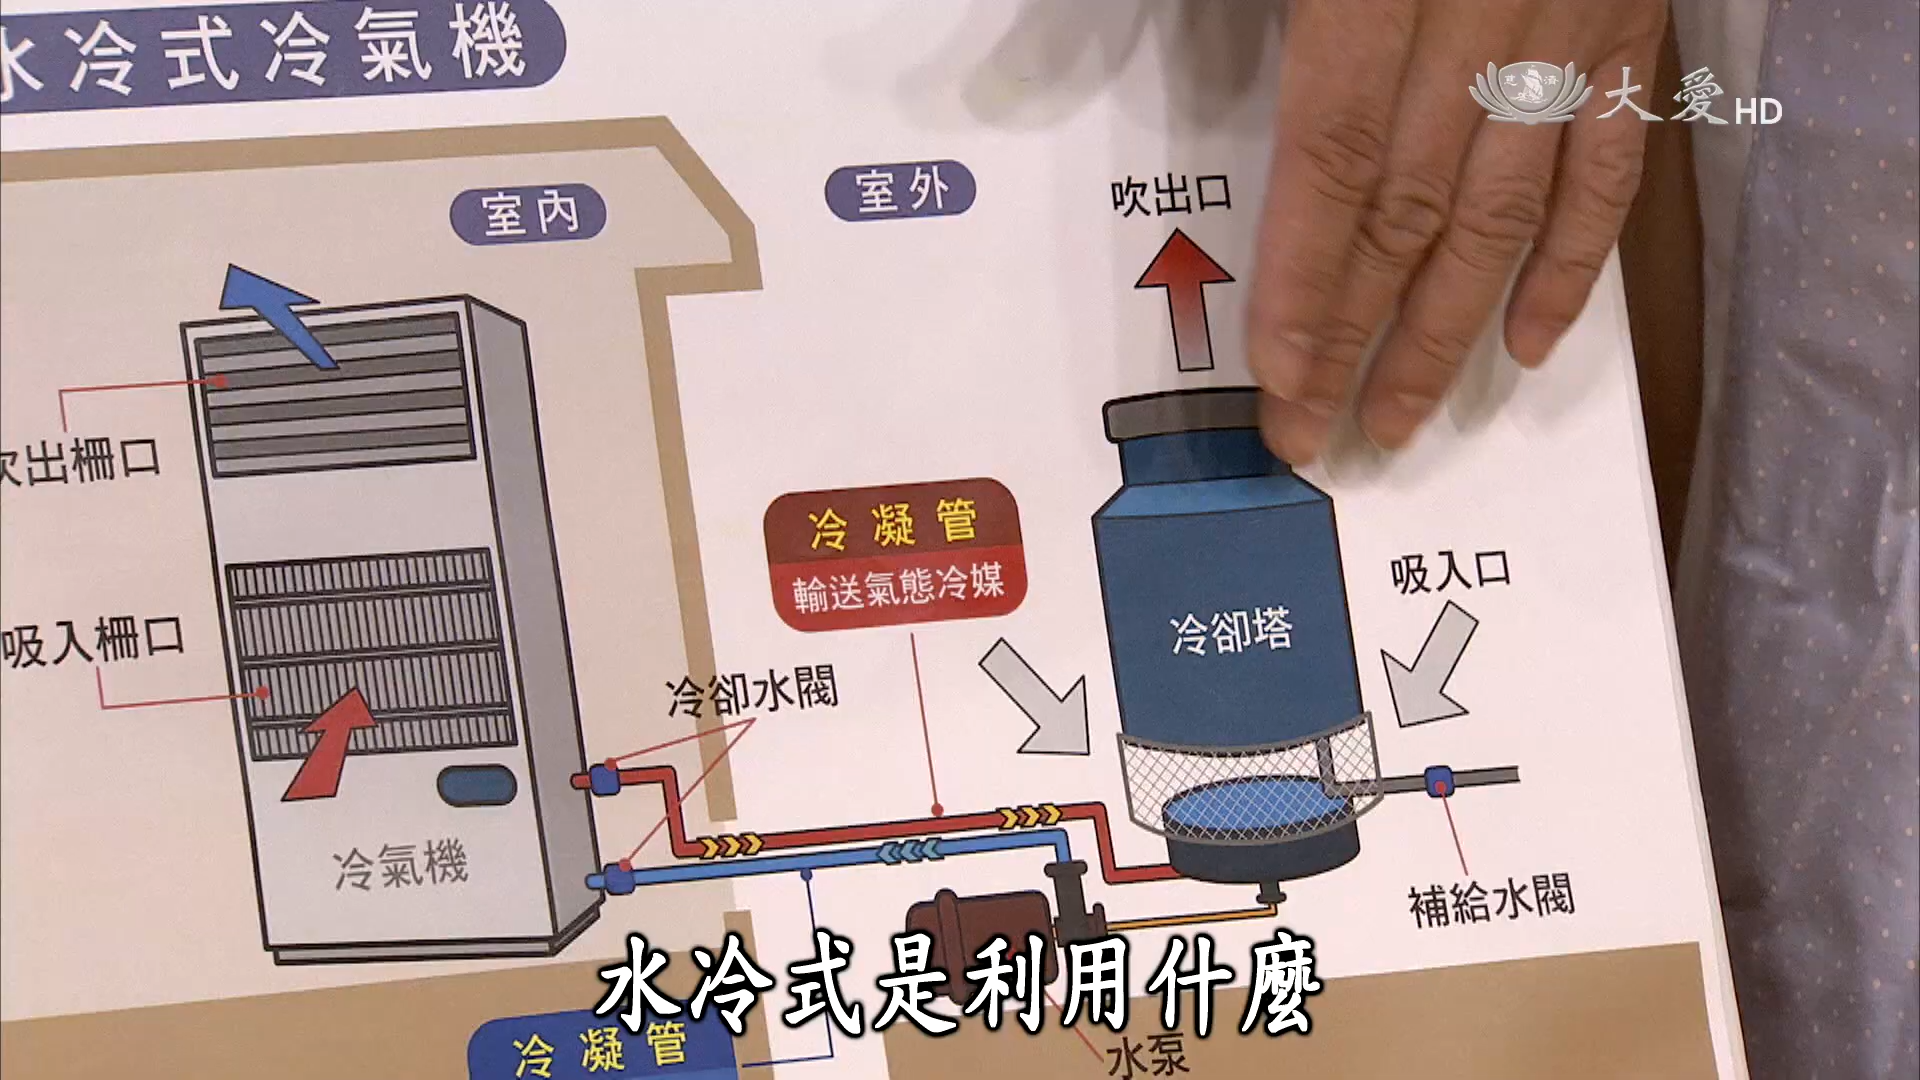 水冷式冷氣機
大愛HD
室內
室外
吹出口
吹出柵口
冷凝管
輸送氣態冷媒
吸入口
冷卻塔
吸入柵口
冷卻水閥
冷氣機
補給水閥
水冷式是利用什麼
冷凝管
水泵